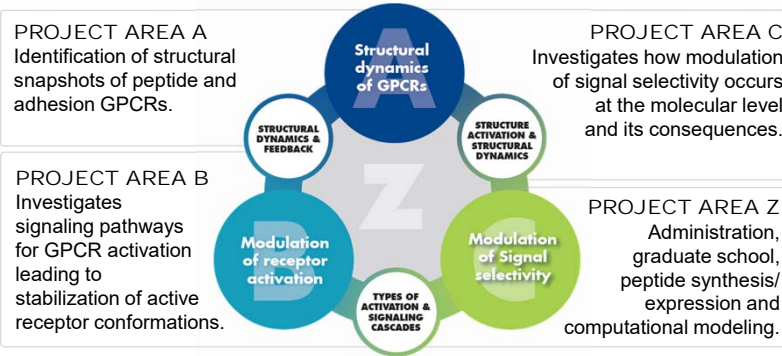 PROJECT AREA A
Identification of structural
snapshots of peptide and
adhesion GPCRs.
A
Structural
dynamics
of GPCRs
PROJECT AREA C
Investigates how modulation
of signal selectivity occurs
at the molecular level
and its consequences.
STRUCTURAL
DYNAMICS &
FEEDBACK
STRUCTURE
ACTIVATION &
STRUCTURAL
DYNAMICS
Z
PROJECT AREA B
Investigates
signaling pathways
for GPCR activation
leading to
stabilization of active
receptor conformations.
B
Modulation
of receptor
activation
C
Modulation
of Signal
selectivity
TYPES OF
ACTIVATION &
SIGNALING
CASCADES
PROJECT AREA Z
Administration,
graduate school,
peptide synthesis/
expression and
computational modeling.